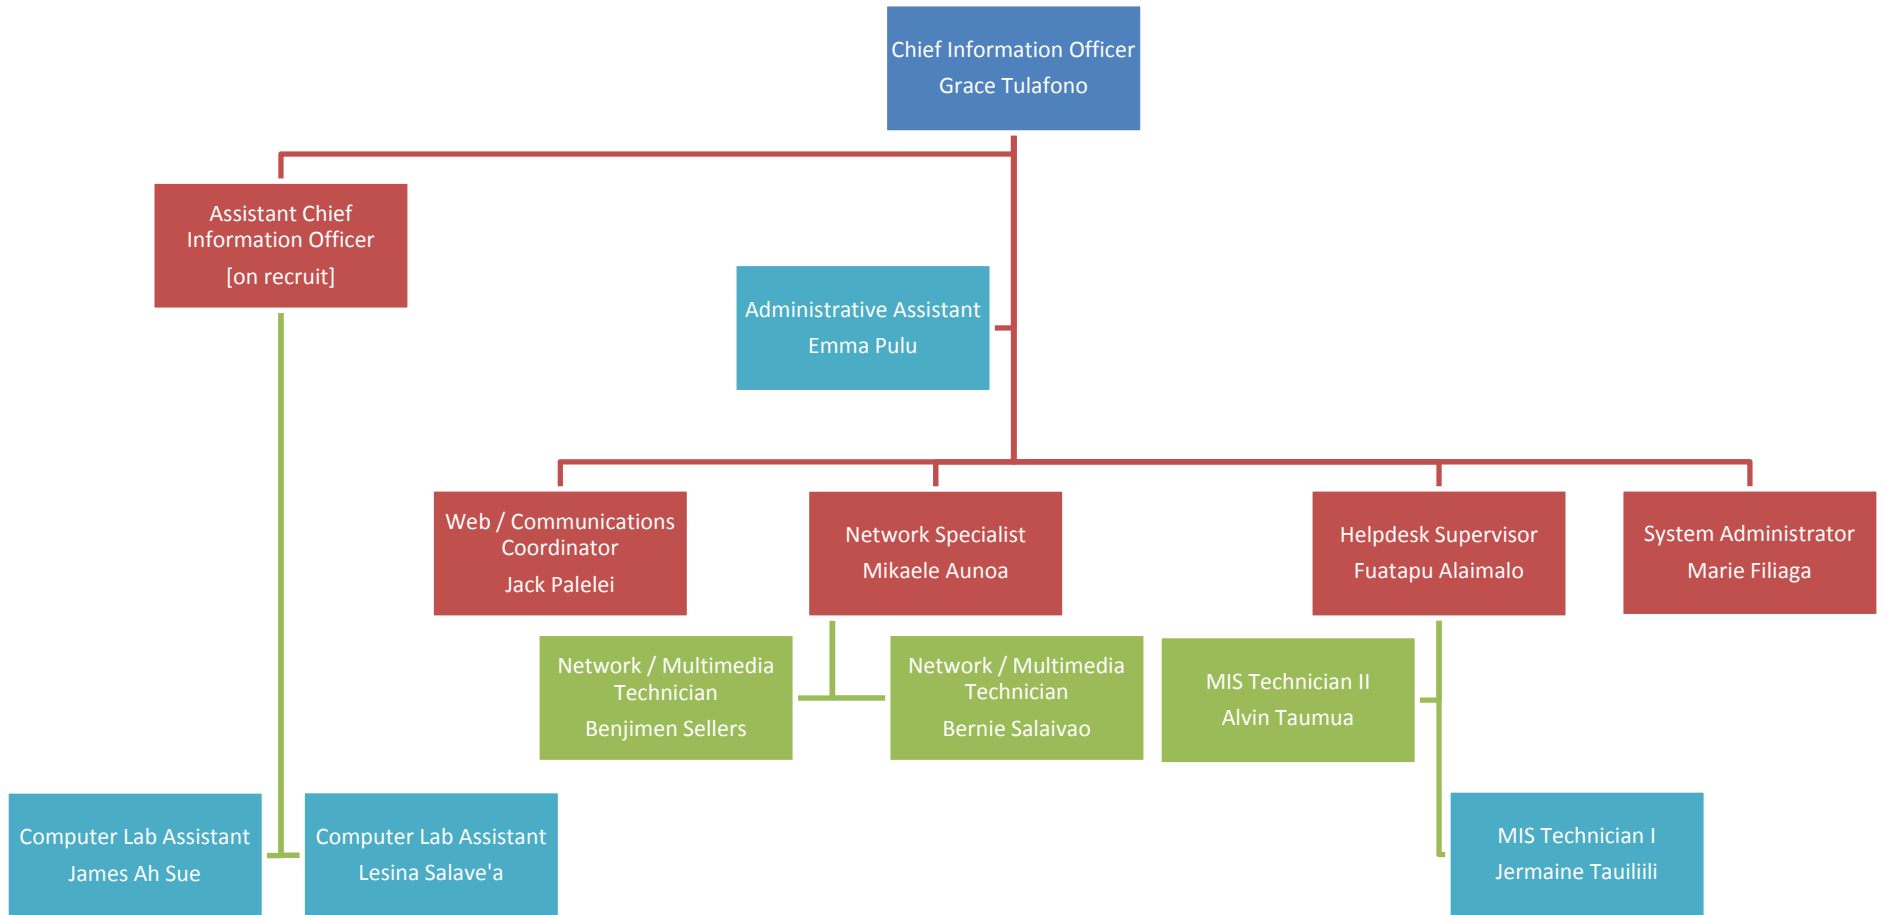 Chief Information Officer
Grace Tulafono
Assistant Chief
Information Officer
[on recruit]
Administrative Assistant
Emma Pulu
Web / Communications
Coordinator
Jack Palelei
Network Specialist
Mikaele Aunoa
Helpdesk Supervisor
Fuatapu Alaimalo
System Administrator
Marie Filiaga
Network / Multimedia
Technician
Benjimen Sellers
Network / Multimedia
Technician
Bernie Salaivao
MIS Technician II
Alvin Taumua
Computer Lab Assistant
James Ah Sue
Computer Lab Assistant
Lesina Salave'a
MIS Technician I
Jermaine Tauiliili